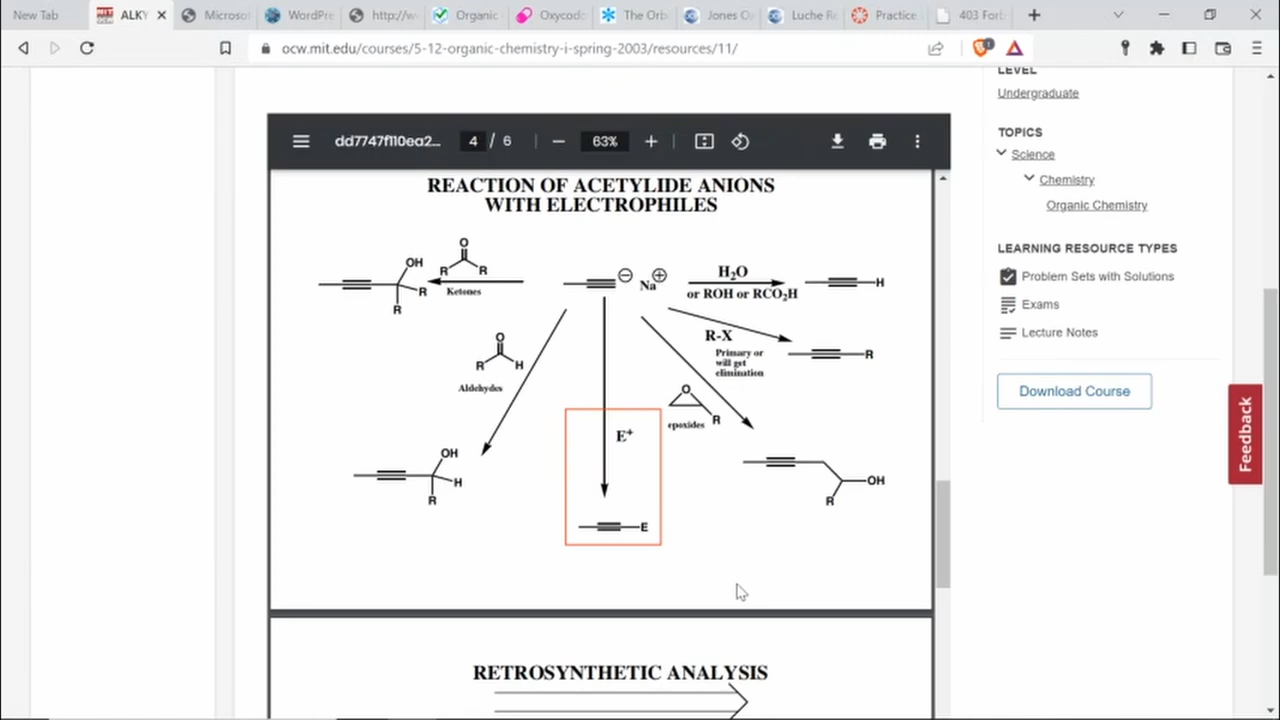 New Tab
ALKY
Microsof
WordPre
http://w
Organic
Oxycod
The Orb
Jones O
Luche Re
Practice
403 Forb
ocw.mit.edu/courses/5-12-organic-chemistry-i-spring-2003/resources/11/
LEVEL
Undergraduate
TOPICS
Science
Chemistry
Organic Chemistry
LEARNING RESOURCE TYPES
Problem Sets with Solutions
Exams
Lecture Notes
Download Course
Feedback
dd7747f110ea2... 4 / 6 63%
REACTION OF ACETYLIDE ANIONS
WITH ELECTROPHILES
OH
R
R
O
R R
Ketones
⊖ Na⊕
H₂O
or ROH or RCO₂H
H
R-X
Primary or
will get
elimination
R
O
R H
Aldehydes
OH
H
R
E⁺
E
O
R
epoxides
OH
R
RETROSYNTHETIC ANALYSIS